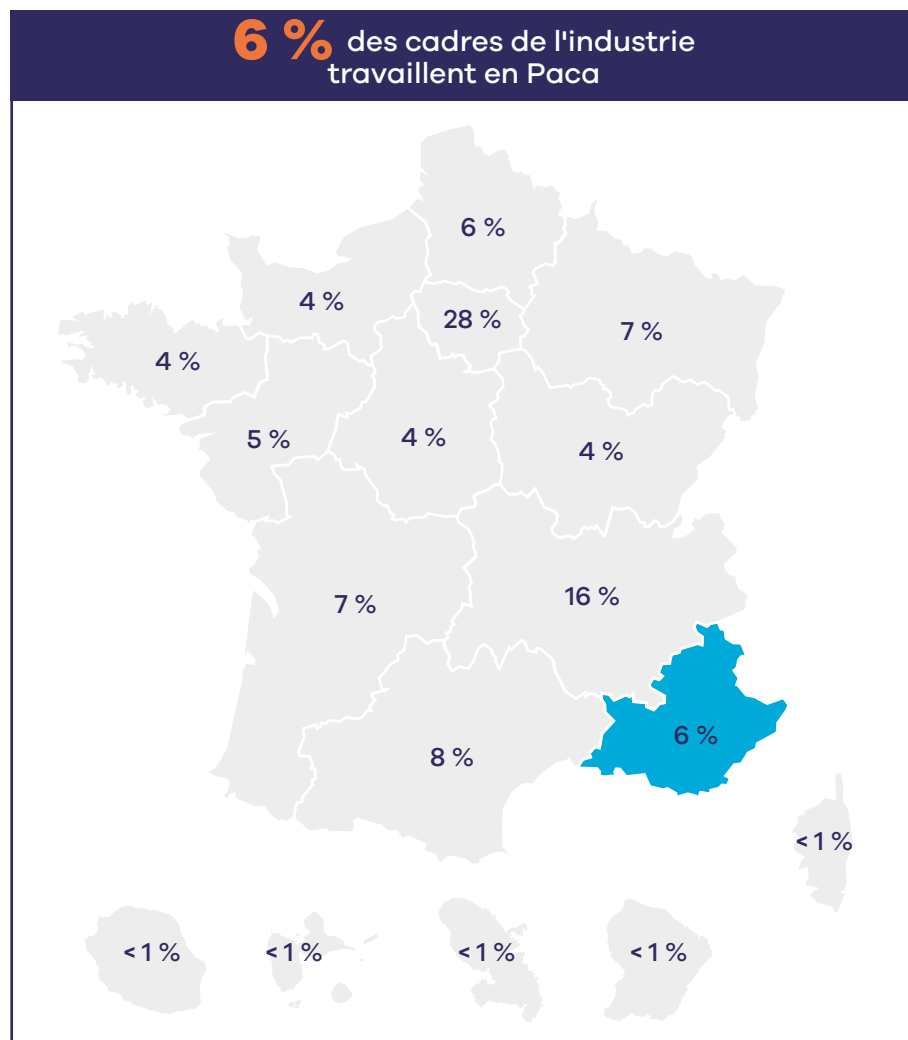 6 % des cadres de l'industrie
travaillent en Paca
6 %
4 %
28 %
7 %
4 %
5 %
4 %
4 %
7 %
16 %
6 %
8 %
< 1 %
< 1 %
< 1 %
< 1 %
< 1 %